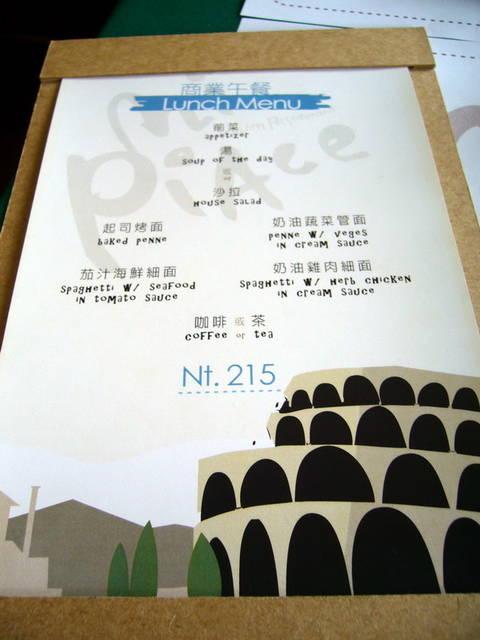 商業午餐
Lunch Menu
前菜
appetizer
湯
soup of the day
或
沙拉
House Salad
起司烤面
Baked Penne
奶油蔬菜管面
Penne w/ Veges
in cream Sauce
茄汁海鮮細面
Spaghetti w/ Seafood
in tomato Sauce
奶油雞肉細面
Spaghetti w/ Herb chicken
in cream Sauce
咖啡 或 茶
coffee or tea
Nt. 215